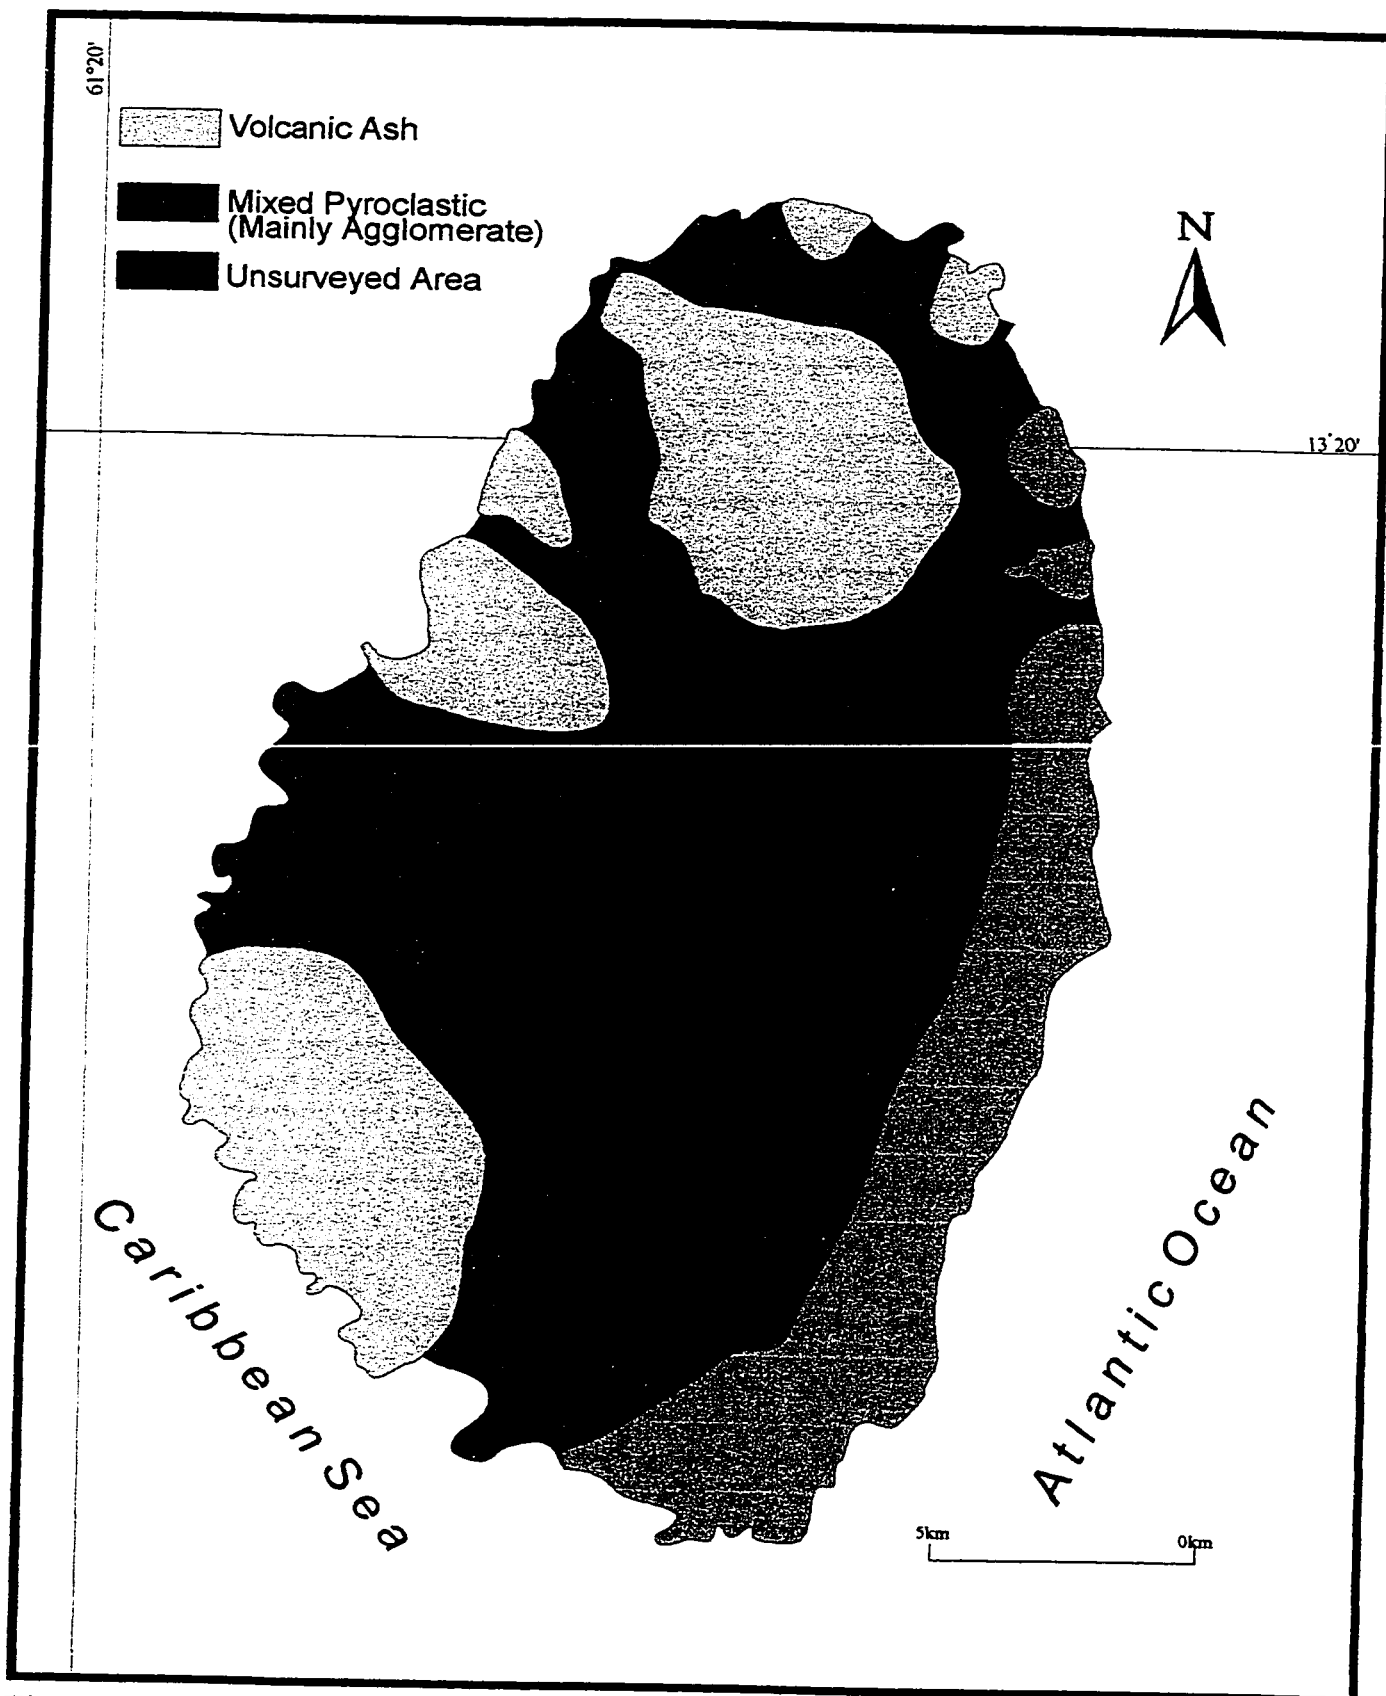 61°20'
Volcanic Ash
Mixed Pyroclastic
(Mainly Agglomerate)
Unsurveyed Area
N
13°20'
Caribbean Sea
Atlantic Ocean
5km
0km